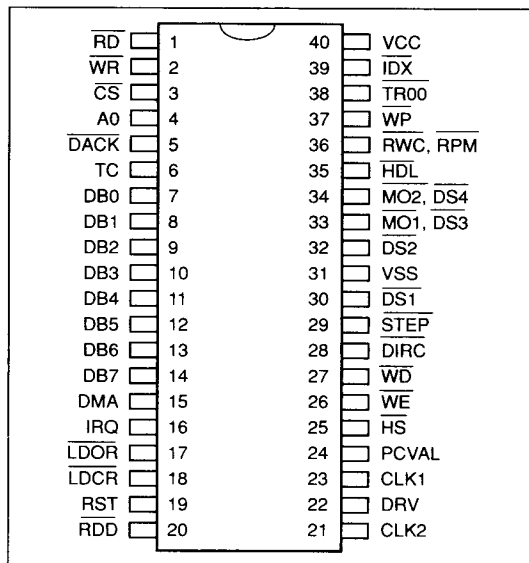 RD 1 40 VCC
WR 2 39 IDX
CS 3 38 TR00
A0 4 37 WP
DACK 5 36 RWC, RPM
TC 6 35 HDL
DB0 7 34 MO2, DS4
DB1 8 33 MO1, DS3
DB2 9 32 DS2
DB3 10 31 VSS
DB4 11 30 DS1
DB5 12 29 STEP
DB6 13 28 DIRC
DB7 14 27 WD
DMA 15 26 WE
IRQ 16 25 HS
LDOR 17 24 PCVAL
LDCR 18 23 CLK1
RST 19 22 DRV
RDD 20 21 CLK2